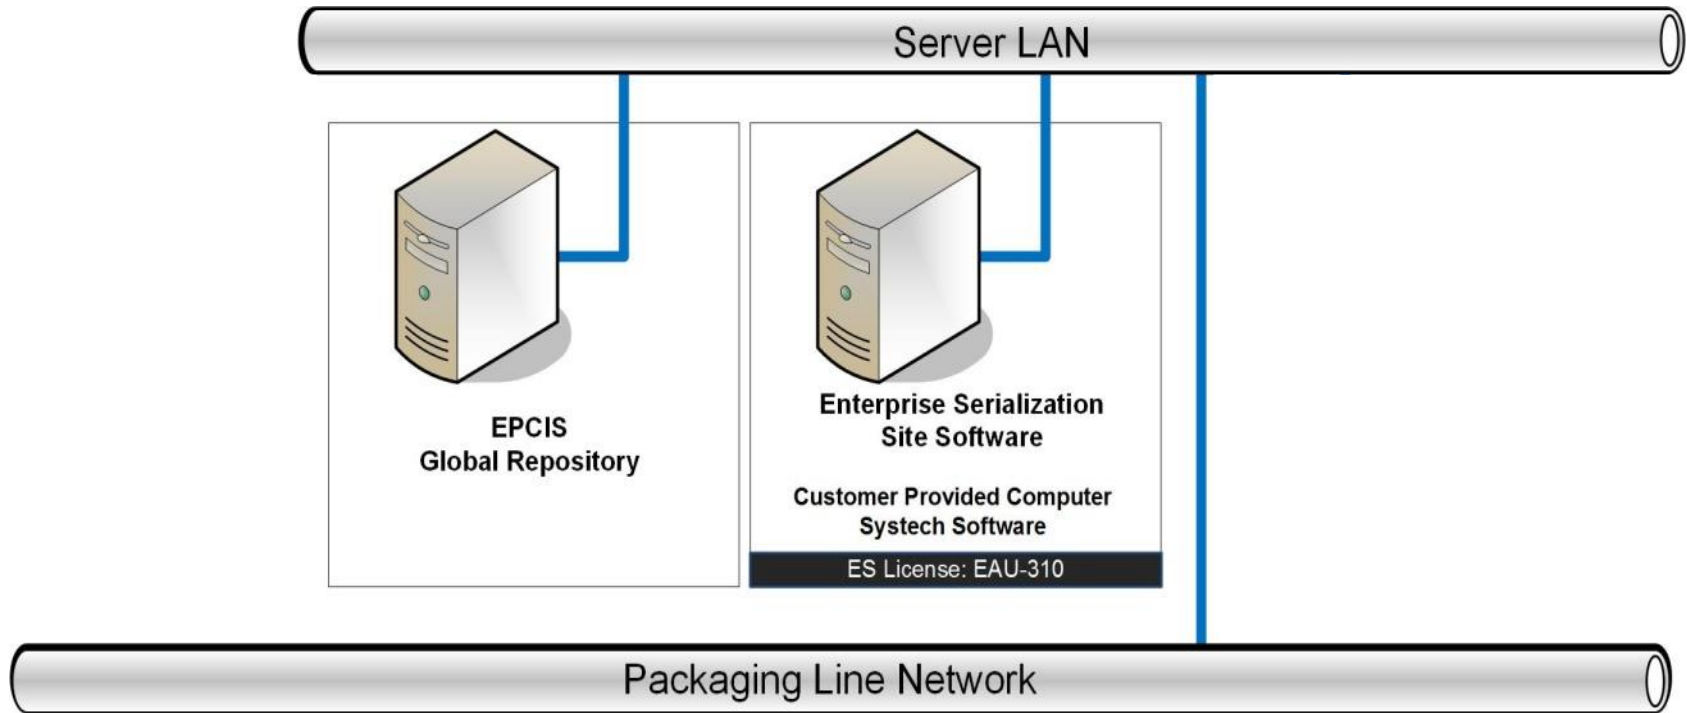 Server LAN
EPCIS
Global Repository
Enterprise Serialization
Site Software
Customer Provided Computer
Systech Software
ES License: EAU-310
Packaging Line Network